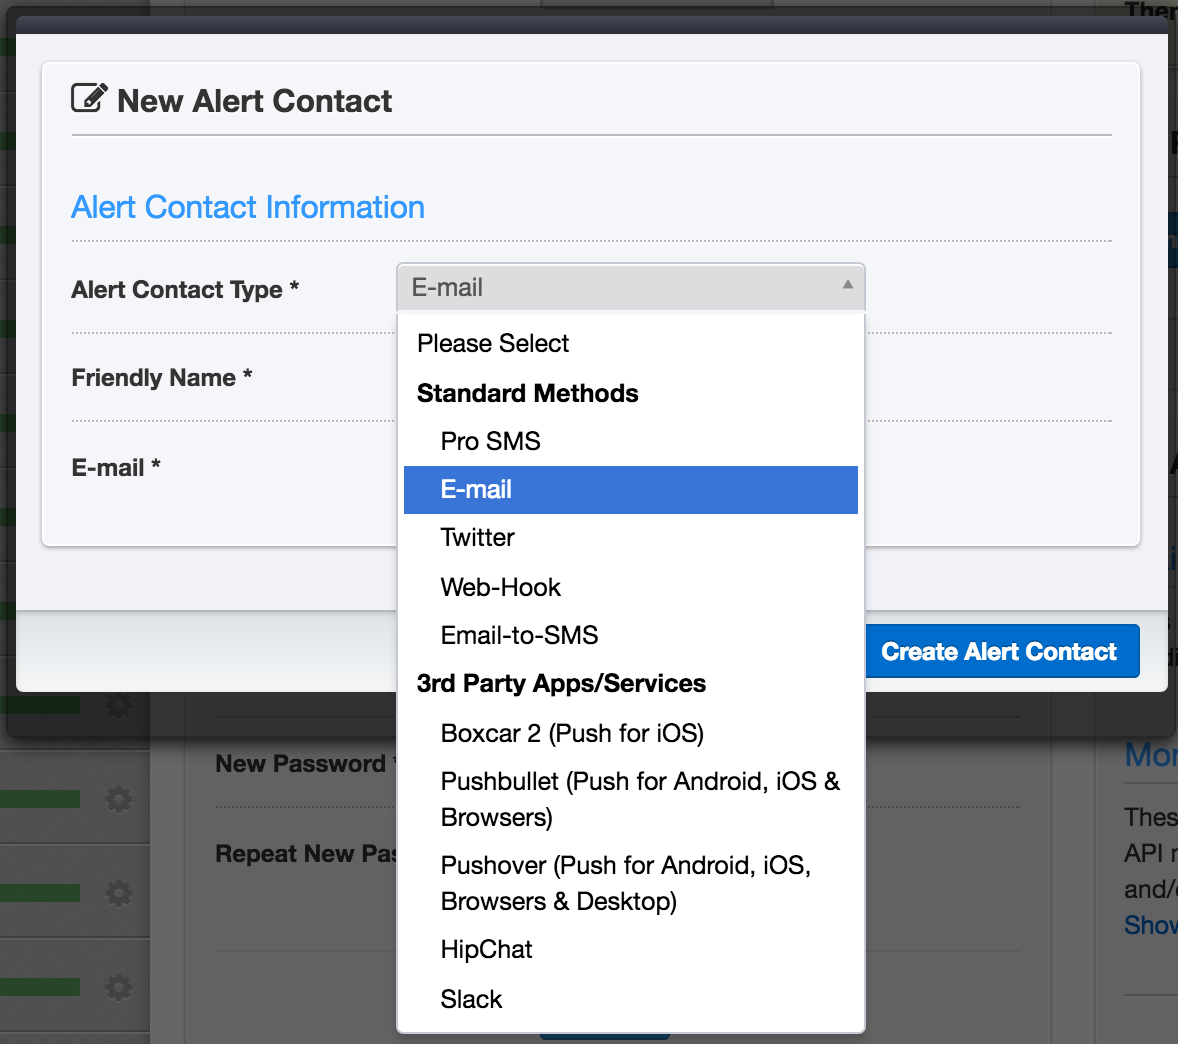 New Alert Contact
Alert Contact Information
Alert Contact Type *
E-mail
Please Select
Standard Methods
Friendly Name *
Pro SMS
E-mail *
E-mail
Twitter
Web-Hook
Email-to-SMS
Create Alert Contact
3rd Party Apps/Services
Boxcar 2 (Push for iOS)
New Password
Pushbullet (Push for Android, iOS &
Browsers)
Repeat New Pas
Pushover (Push for Android, iOS,
Browsers & Desktop)
HipChat
Slack
Ther
Mor
Thes
API
and/
Show